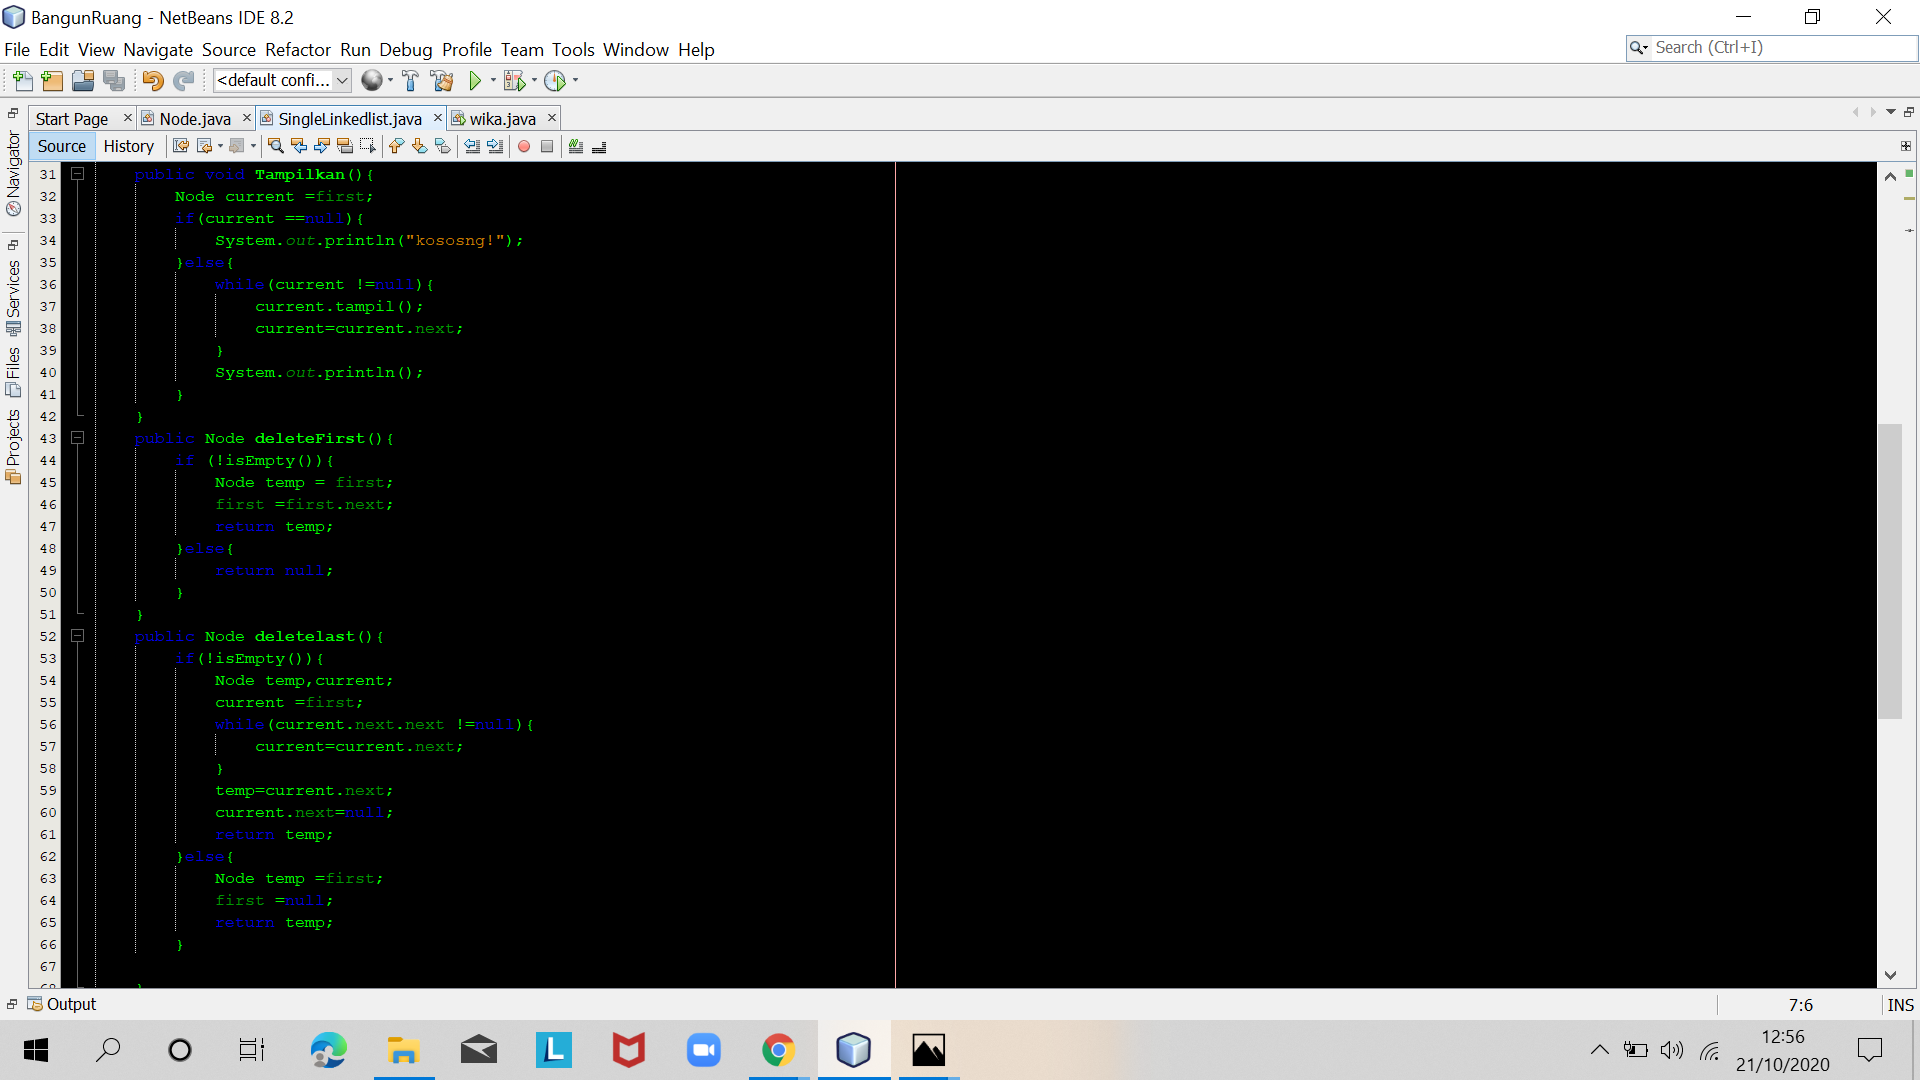 BangunRuang - NetBeans IDE 8.2
File Edit View Navigate Source Refactor Run Debug Profile Team Tools Window Help
Search (Ctrl+I)
<default confi...
Start Page Node.java SingleLinkedlist.java wika.java
Source History
Navigator
Services
Files
Projects
31 public void Tampilkan(){
32 Node current =first;
33 if(current ==null){
34 System.out.println("kososng!");
35 }else{
36 while(current !=null){
37 current.tampil();
38 current=current.next;
39 }
40 System.out.println();
41 }
42 }
43 public Node deleteFirst(){
44 if (!isEmpty()){
45 Node temp = first;
46 first =first.next;
47 return temp;
48 }else{
49 return null;
50 }
51 }
52 public Node deletelast(){
53 if(!isEmpty()){
54 Node temp,current;
55 current =first;
56 while(current.next.next !=null){
57 current=current.next;
58 }
59 temp=current.next;
60 current.next=null;
61 return temp;
62 }else{
63 Node temp =first;
64 first =null;
65 return temp;
66 }
67
68 }
Output
7:6 INS
12:56
21/10/2020